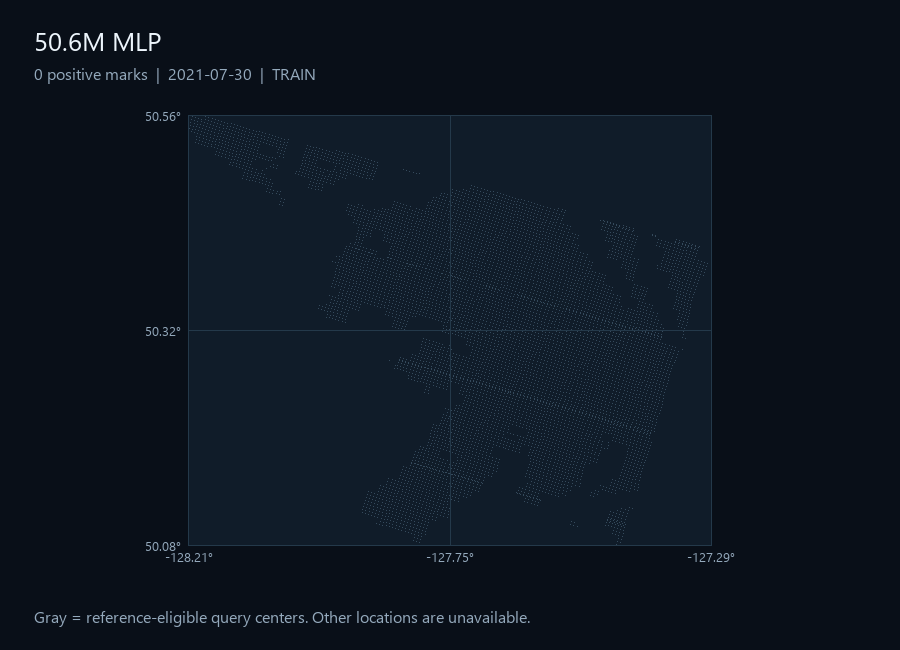 50.6M MLP
0 positive marks | 2021-07-30 | TRAIN
50.56°
50.32°
50.08°
-128.21°
-127.75°
-127.29°
Gray = reference-eligible query centers. Other locations are unavailable.